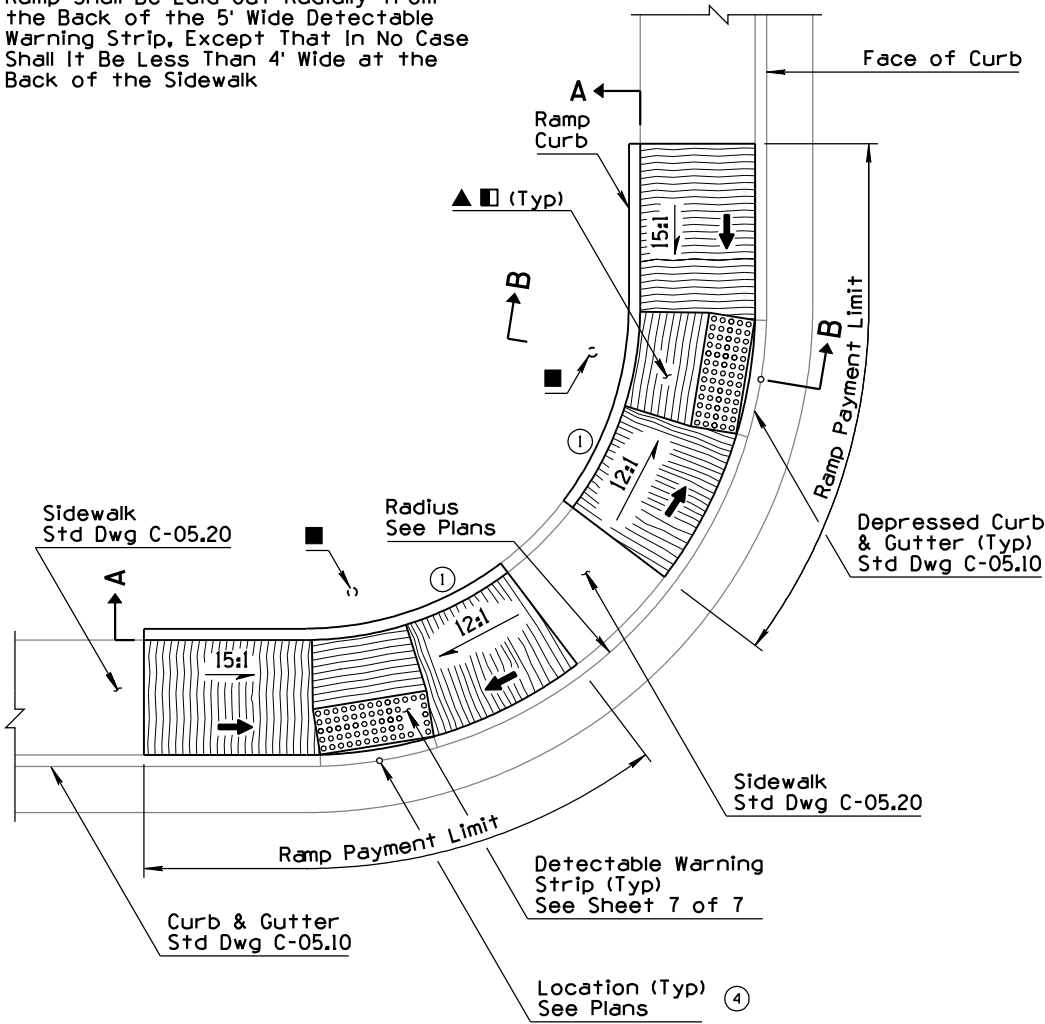 Ramp Shall Be Laid Out Radially from
the Back of the 5' Wide Detectable
Warning Strip, Except That In No Case
Shall It Be Less Than 4' Wide at the
Back of the Sidewalk
Face of Curb
A
Ramp
Curb
(Typ)
15:1
B
B
Ramp Payment Limit
1
12:1
Sidewalk
Std Dwg C-05.20
Radius
See Plans
Depressed Curb
& Gutter (Typ)
Std Dwg C-05.10
A
1
12:1
15:1
Sidewalk
Std Dwg C-05.20
Ramp Payment Limit
Detectable Warning
Strip (Typ)
See Sheet 7 of 7
Curb & Gutter
Std Dwg C-05.10
Location (Typ)
See Plans
4